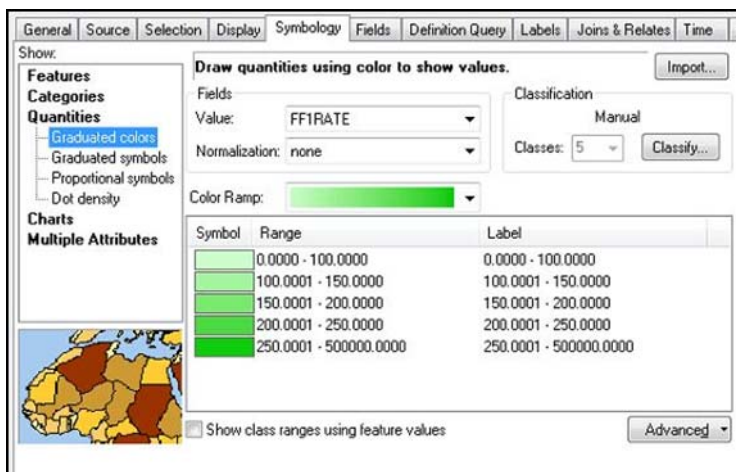 General Source Selection Display Symbology Fields Definition Query Labels Joins & Relates Time
Show:
Features
Categories
Quantities
Graduated colors
Graduated symbols
Proportional symbols
Dot density
Charts
Multiple Attributes
Draw quantities using color to show values.
Import...
Fields
Value: FF1RATE
Normalization: none
Classification
Manual
Classes: 5 Classify...
Color Ramp:
Symbol Range Label
0.0000 - 100.0000 0.0000 - 100.0000
100.0001 - 150.0000 100.0001 - 150.0000
150.0001 - 200.0000 150.0001 - 200.0000
200.0001 - 250.0000 200.0001 - 250.0000
250.0001 - 500000.0000 250.0001 - 500000.0000
Show class ranges using feature values
Advanced